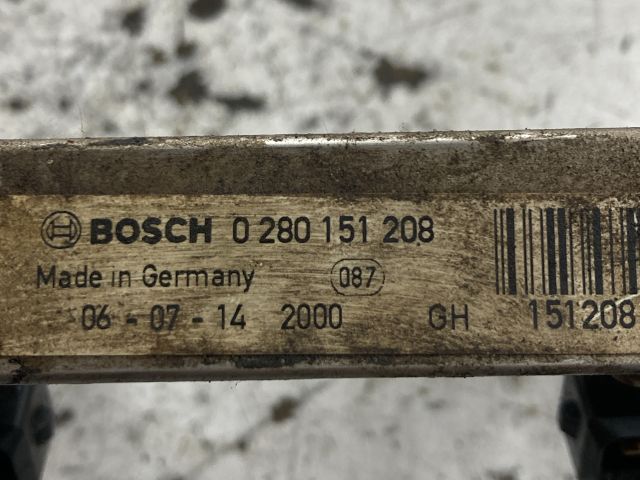 BOSCH 0 280 151 208
Made in Germany 087
06 - 07 - 14 2000 GH 151208